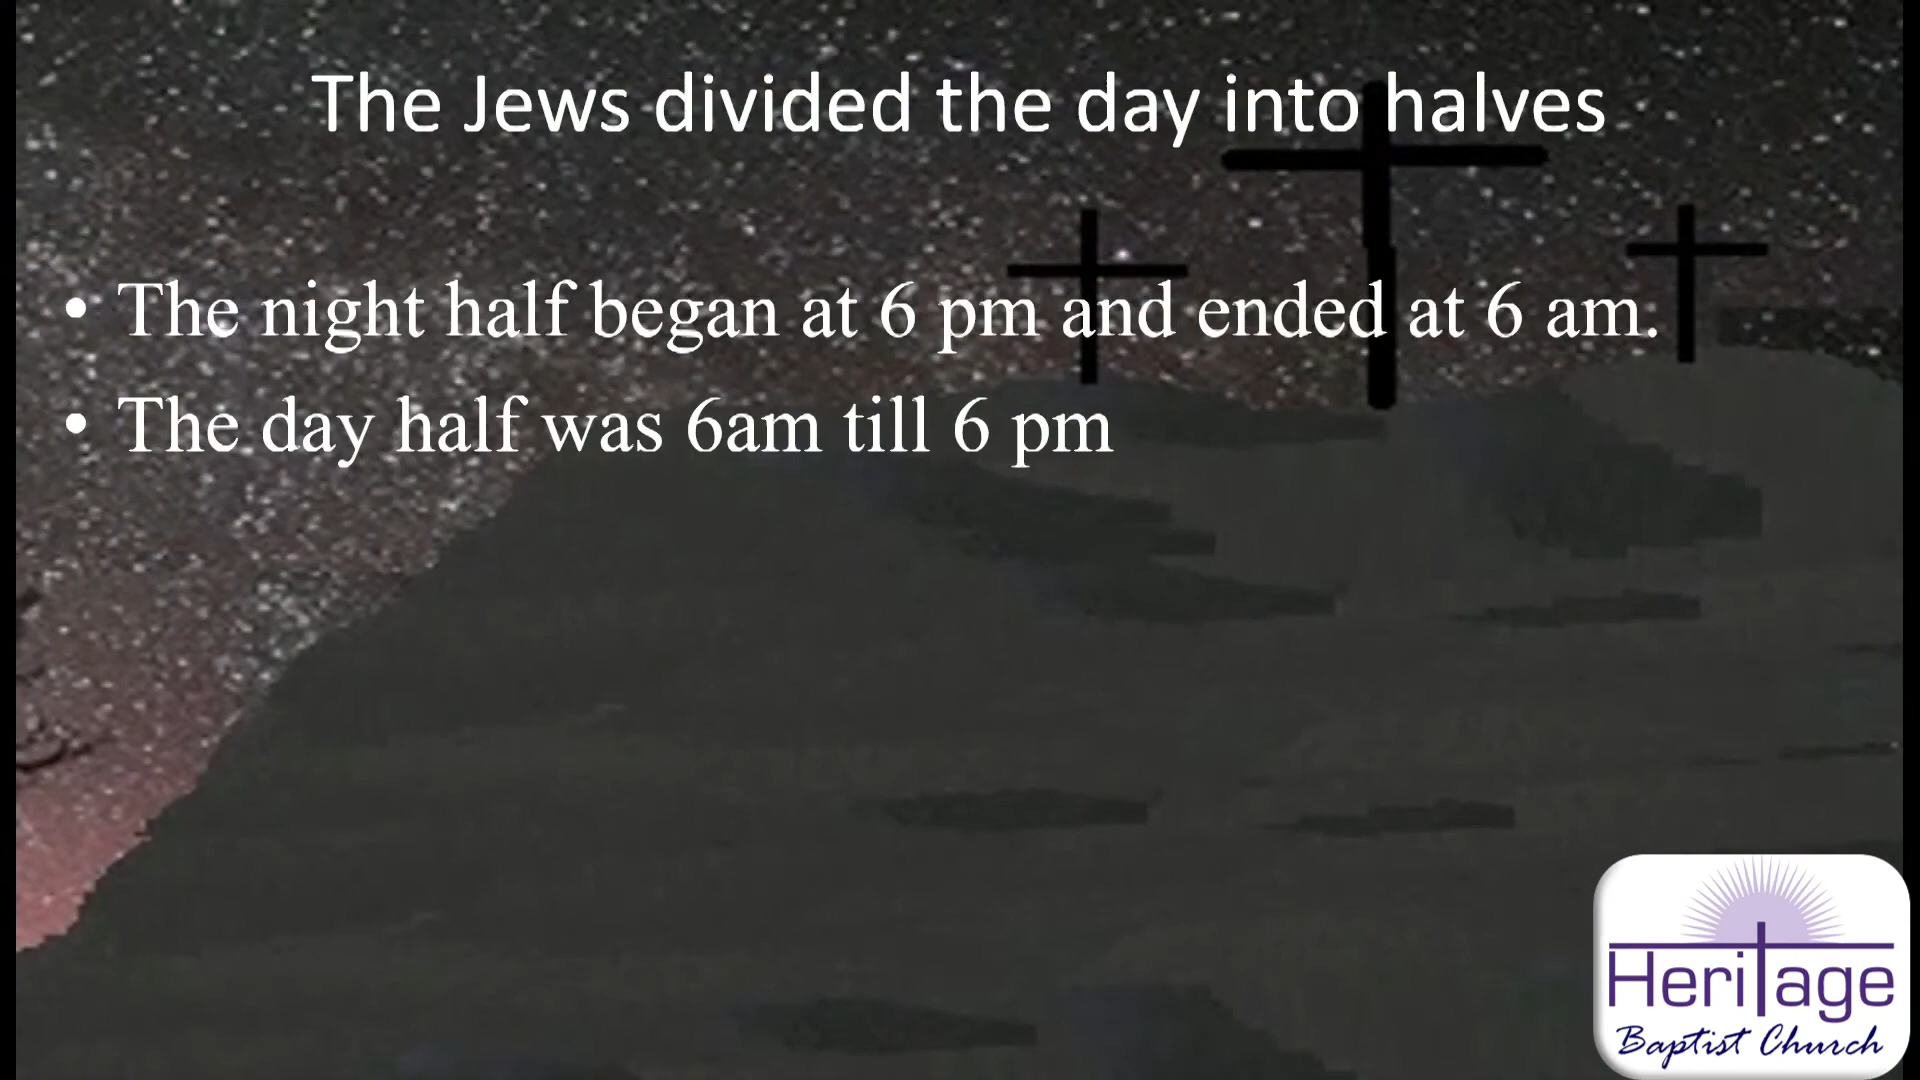 The Jews divided the day into halves
• The night half began at 6 pm and ended at 6 am.
• The day half was 6am till 6 pm
Heritage
Baptist Church